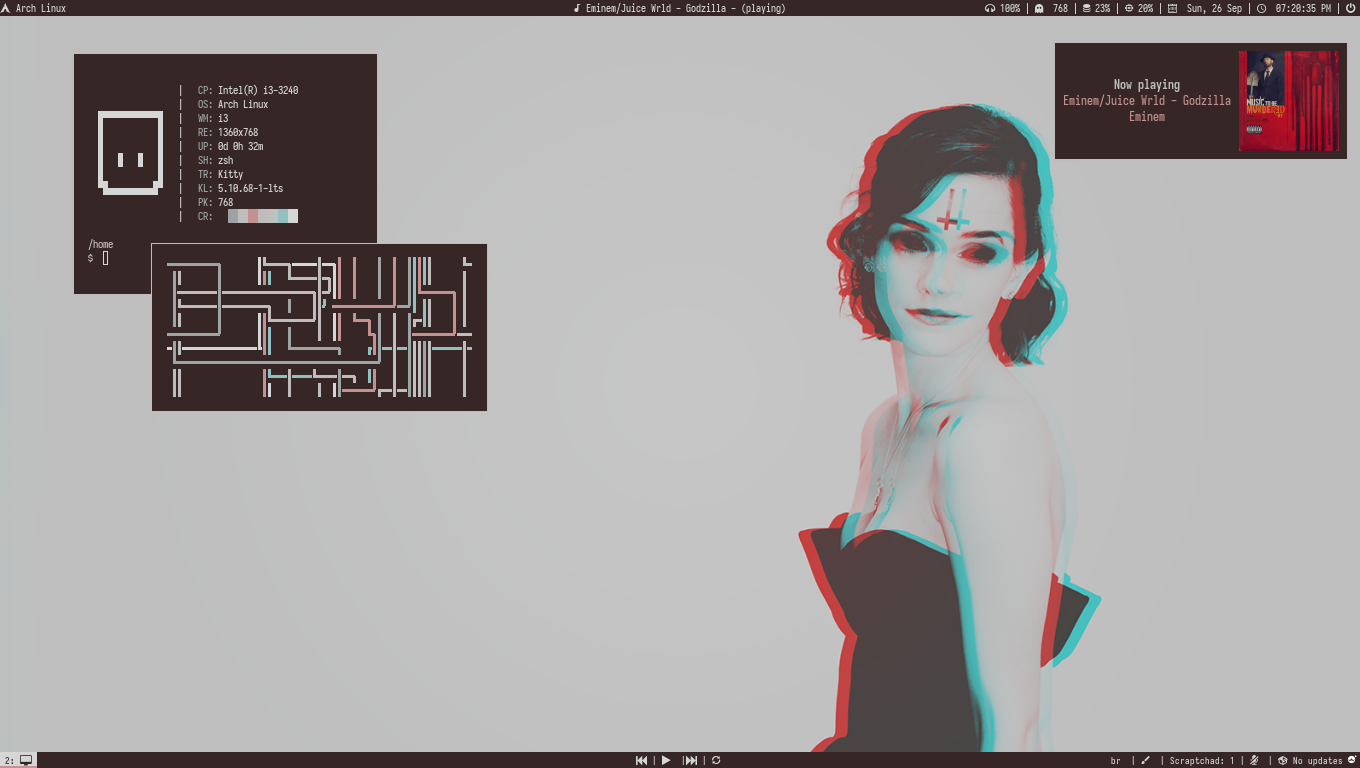 Arch Linux
Eminem/Juice Wrld - Godzilla - (playing)
100% | 768 | 23% | 20% | Sun, 26 Sep | 07:20:35 PM |
| CP: Intel(R) i3-3240
| OS: Arch Linux
| WM: i3
| RE: 1360x768
| UP: 0d 0h 32m
| SH: zsh
| TR: Kitty
| KL: 5.10.68-1-lts
| PK: 768
| CR:
/home
$
Now playing
Eminem/Juice Wrld - Godzilla
Eminem
MUSIC TO BE
MURDERED
BY
2:
br | | Scraptchad: 1 | | No updates